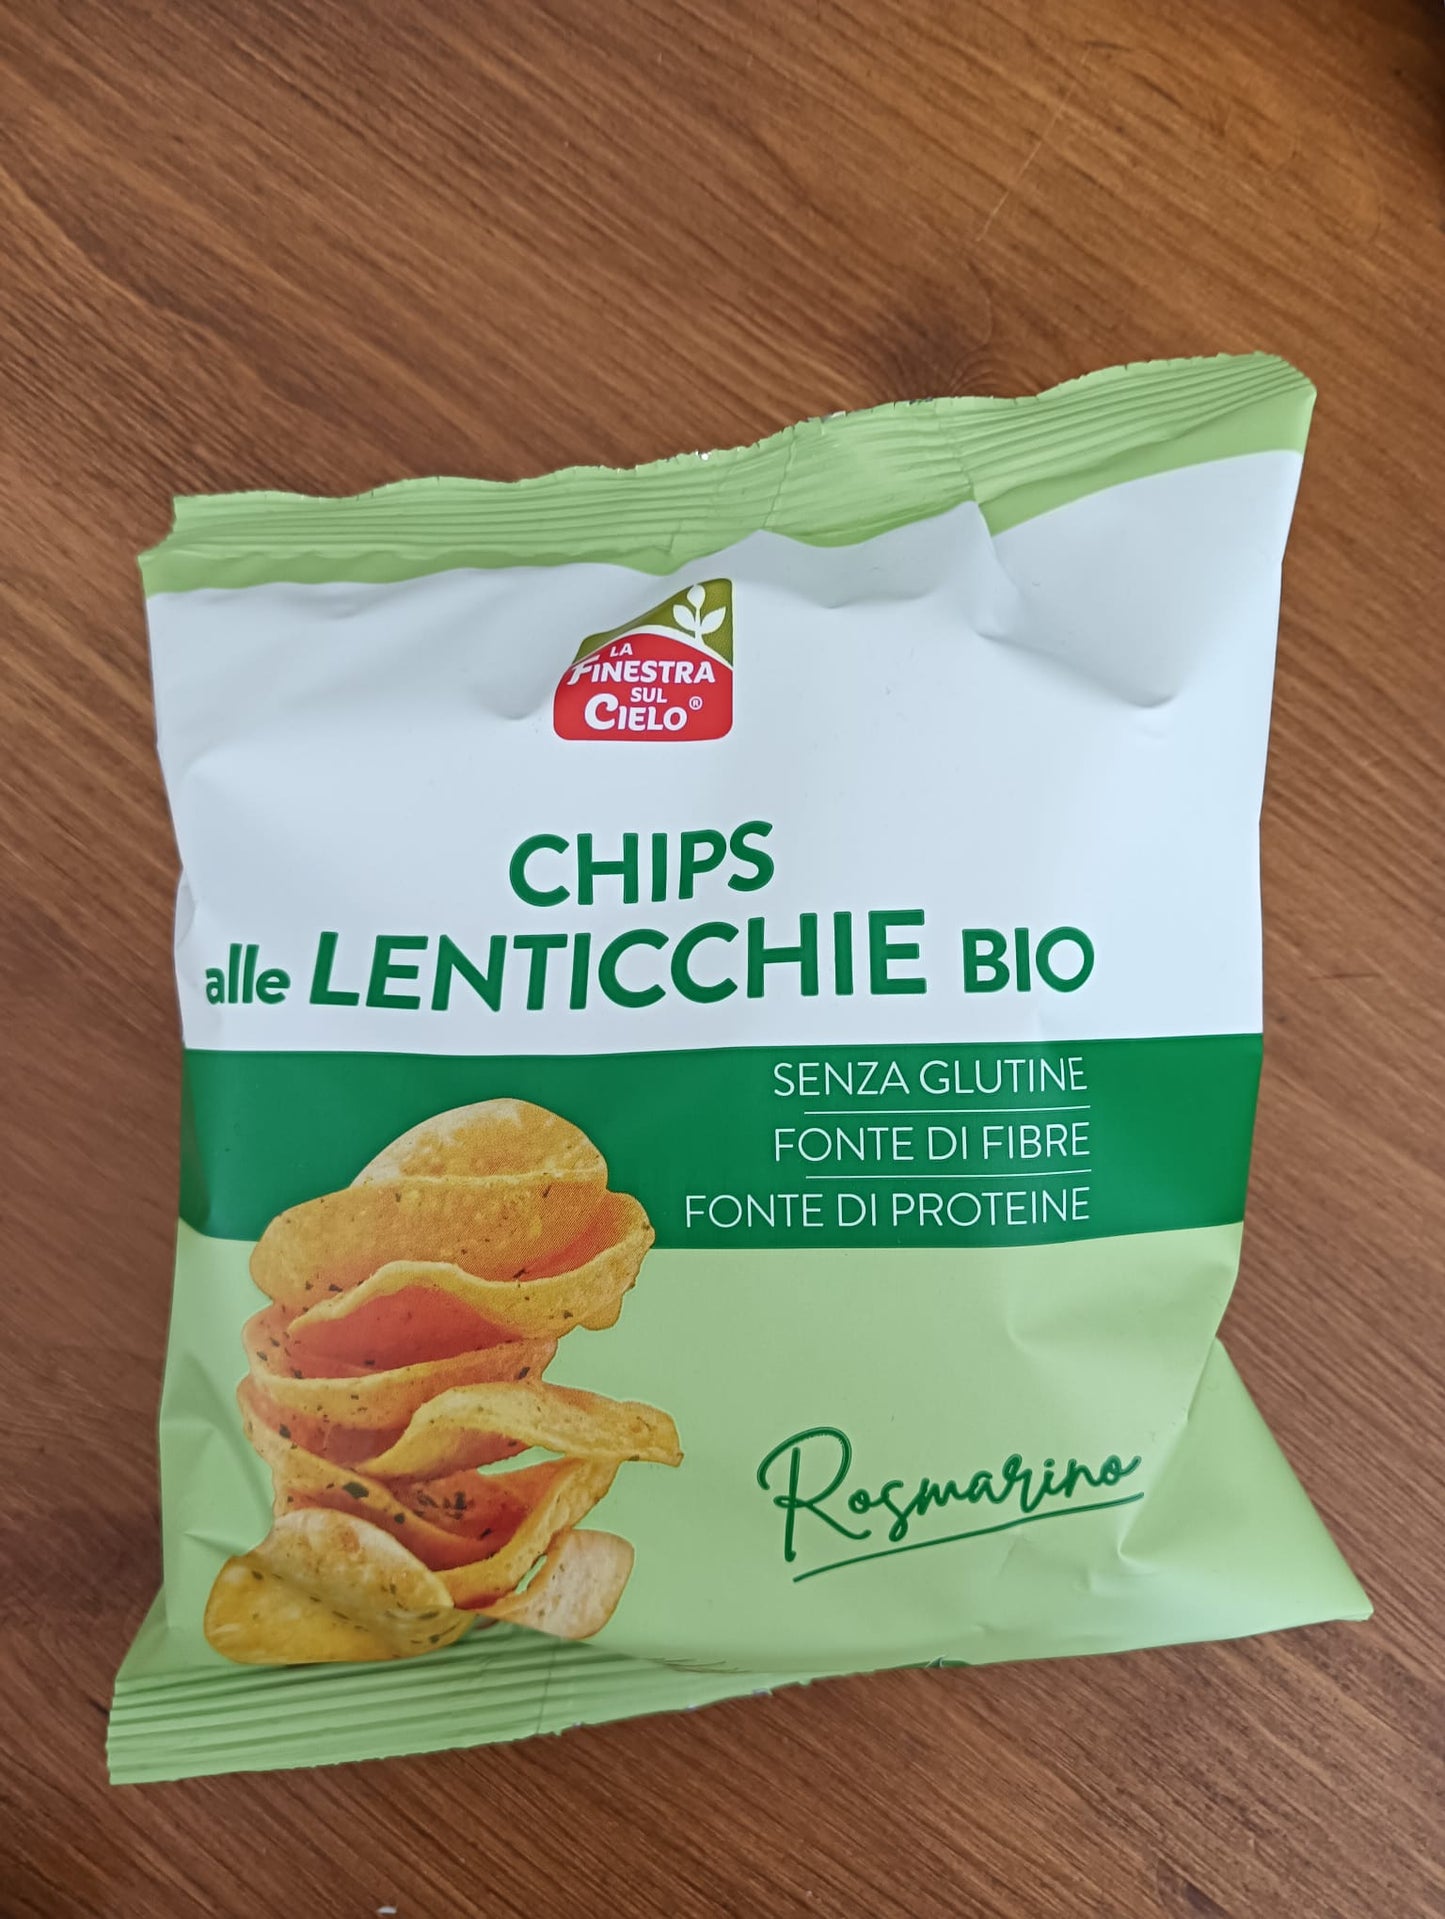 LA
FINESTRA
SUL
CIELO®
CHIPS
alle LENTICCHIE BIO
SENZA GLUTINE
FONTE DI FIBRE
FONTE DI PROTEINE
Rosmarino